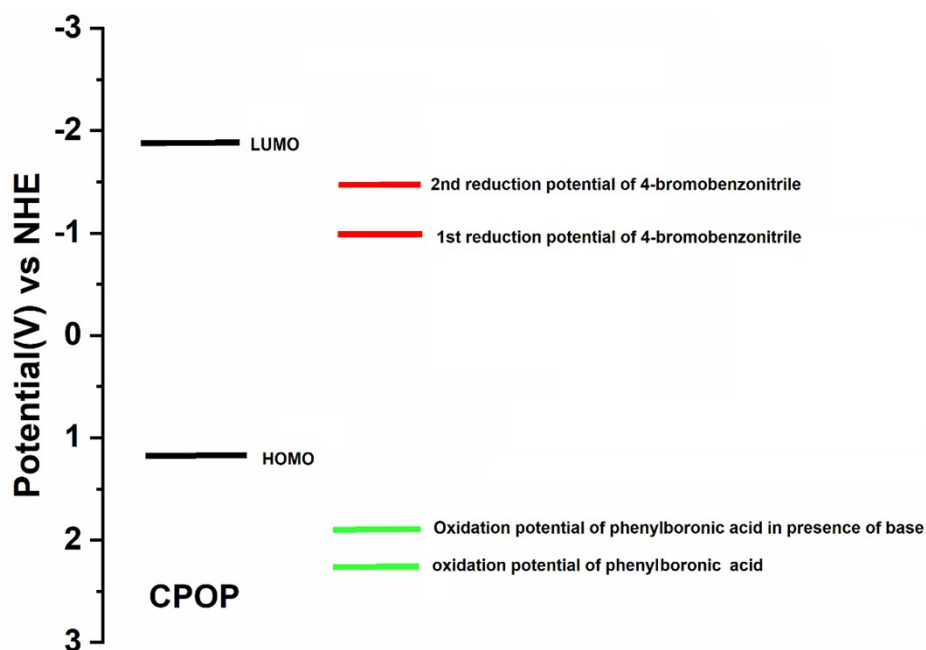 Potential(V) vs NHE
-3
-2
-1
0
1
2
3
LUMO
2nd reduction potential of 4-bromobenzonitrile
1st reduction potential of 4-bromobenzonitrile
HOMO
Oxidation potential of phenylboronic acid in presence of base
oxidation potential of phenylboronic acid
CPOP